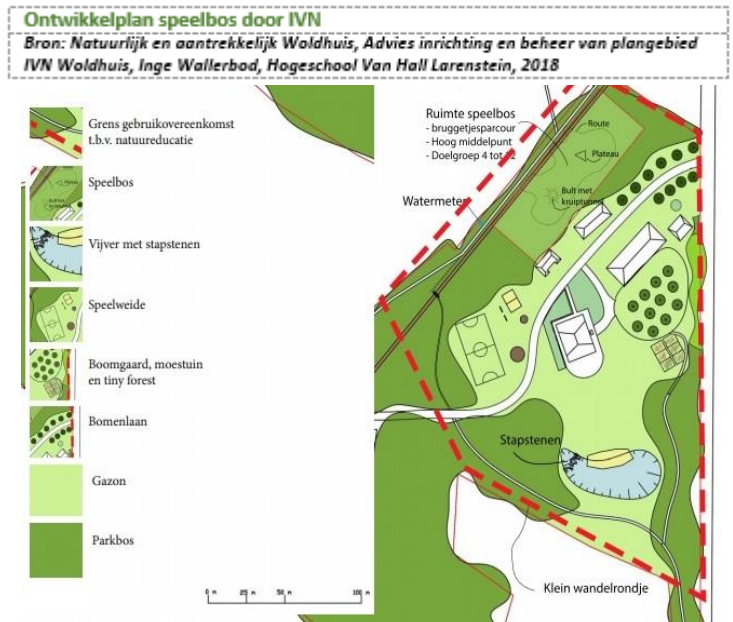 Ontwikkelplan speelbos door IVN
Bron: Natuurlijk en aantrekkelijk Woldhuis, Advies inrichting en beheer van plangebied
IVN Woldhuis, Inge Wallerbod, Hogeschool Van Hall Larenstein, 2018
Grens gebruikovereenkomst
t.b.v. natuureducatie
Speelbos
Vijver met stapstenen
Speelweide
Boomgaard, moestuin
en tiny forest
Bomenlaan
Gazon
Parkbos
0 m 25 m 50 m 100 m
Ruimte speelbos
- bruggetjesparcour
- Hoog middelpunt
- Doelgroep 4 tot 12
Route
Plateau
Bult met
kruiptunnel
Watermeter
Stapstenen
Klein wandelrondje